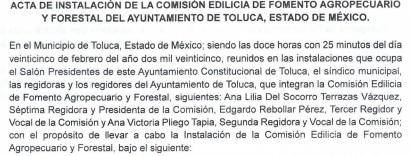 ACTA DE INSTALACIÓN DE LA COMISIÓN EDILICIA DE FOMENTO AGROPECUARIO
Y FORESTAL DEL AYUNTAMIENTO DE TOLUCA, ESTADO DE MÉXICO.
En el Municipio de Toluca, Estado de México; siendo las doce horas con 25 minutos del día
veinticinco de febrero del año dos mil veinticinco, reunidos en las instalaciones que ocupa
el Salón Presidentes de este Ayuntamiento Constitucional de Toluca, el síndico municipal,
las regidoras y los regidores del Ayuntamiento de Toluca, que integran la Comisión Edilicia
de Fomento Agropecuario y Forestal, siguientes: Ana Lilia Del Socorro Terrazas Vázquez,
Séptima Regidora y Presidenta de la Comisión, Edgardo Rebollar Pérez, Tercer Regidor y
Vocal de la Comisión y Ana Victoria Pliego Tapia, Segunda Regidora y Vocal de la Comisión;
con el propósito de llevar a cabo la Instalación de la Comisión Edilicia de Fomento
Agropecuario y Forestal, bajo el siguiente: